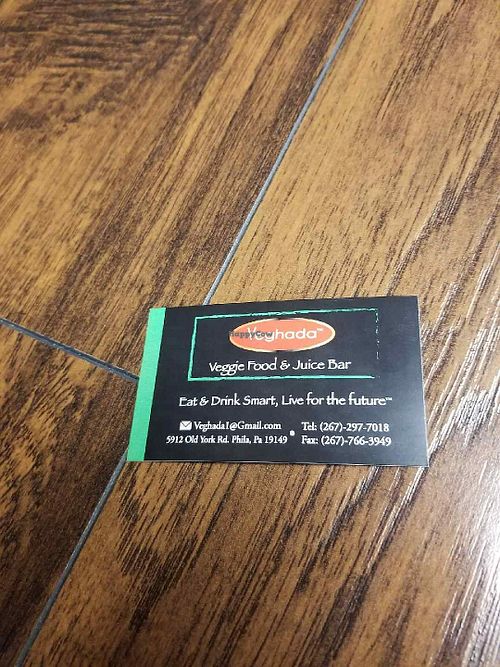 Veghada™
HappyCow
Veggie Food & Juice Bar
Eat & Drink Smart, Live for the future™
Veghada1@Gmail.com
5912 Old York Rd. Phila, Pa 19149
Tel: (267)-297-7018
Fax: (267)-766-3949